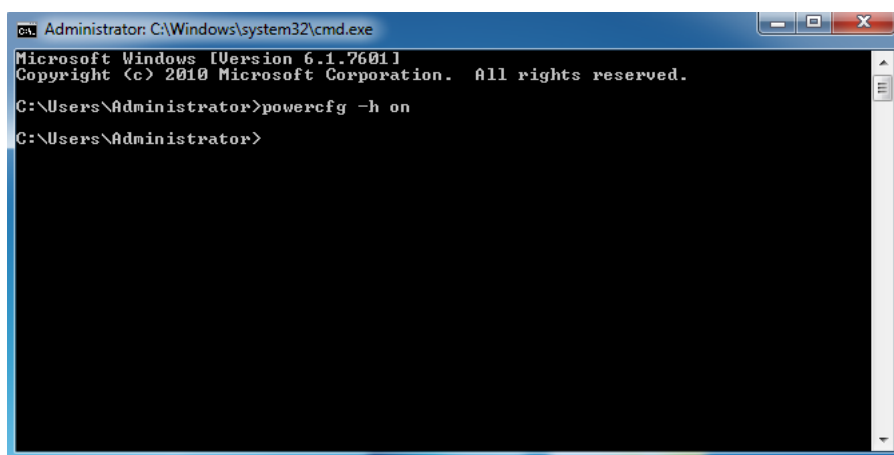 Administrator: C:\Windows\system32\cmd.exe
Microsoft Windows [Version 6.1.7601]
Copyright (c) 2010 Microsoft Corporation.  All rights reserved.
C:\Users\Administrator>powercfg -h on
C:\Users\Administrator>